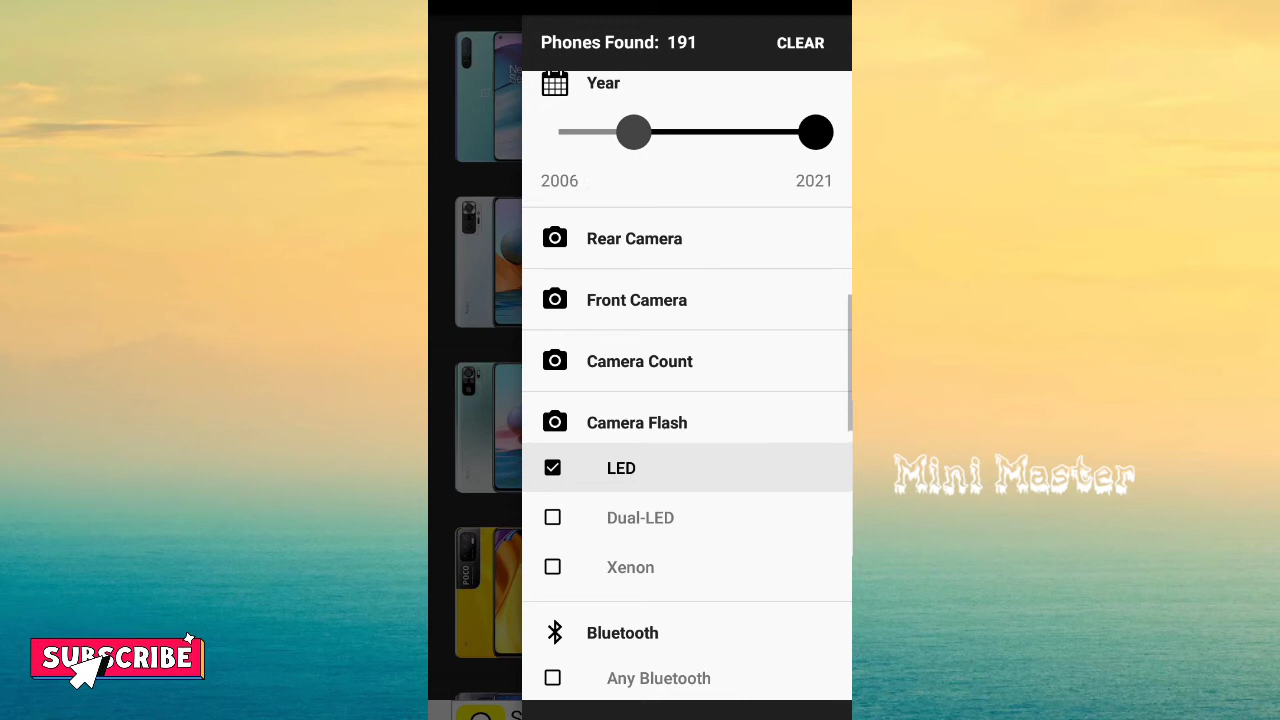 Phones Found: 191
CLEAR
Year
2006
2021
Rear Camera
Front Camera
Camera Count
Camera Flash
LED
Dual-LED
Xenon
Bluetooth
Any Bluetooth
POCO
Mini Master
SUBSCRIBE